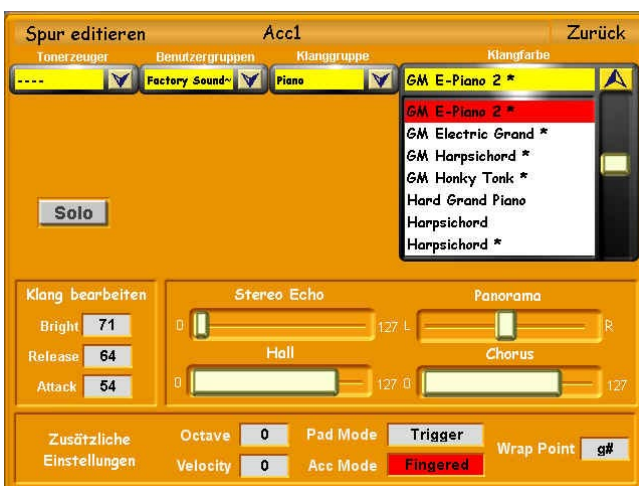 Spur editieren Acc1 Zurück
Tonerzeuger Benutzergruppen Klanggruppe Klangfarbe
---- Factory Sound~ Piano GM E-Piano 2 *
GM E-Piano 2 *
GM Electric Grand *
GM Harpsichord *
GM Honky Tonk *
Hard Grand Piano
Harpsichord
Harpsichord *
Solo
Klang bearbeiten
Bright 71
Release 64
Attack 54
Stereo Echo
0 127
Panorama
L R
Hall
0 127
Chorus
0 127
Zusätzliche
Einstellungen
Octave 0 Pad Mode Trigger
Velocity 0 Acc Mode Fingered
Wrap Point g#